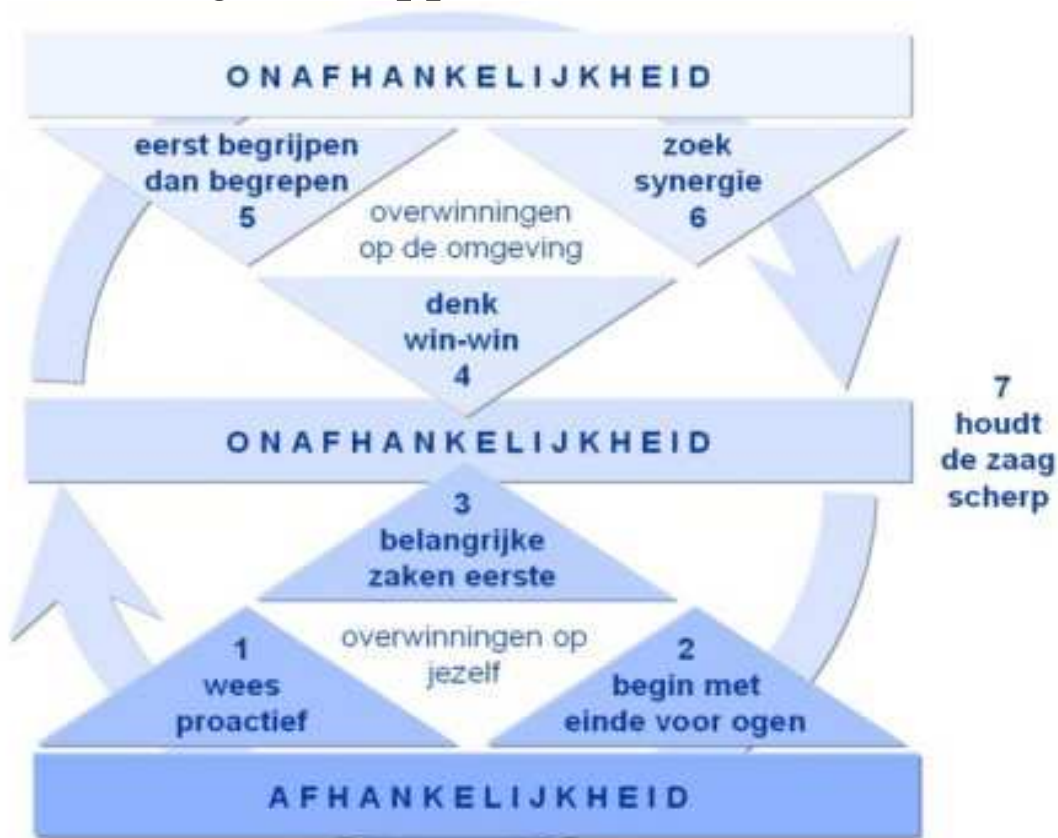 ONAFHANKELIJKHEID
eerst begrijpen
dan begrepen
5
zoek
synergie
6
overwinningen
op de omgeving
denk
win-win
4
ONAFHANKELIJKHEID
7
houdt
de zaag
scherp
3
belangrijke
zaken eerste
overwinningen op
jezelf
1
wees
proactief
2
begin met
einde voor ogen
AFHANKELIJKHEID